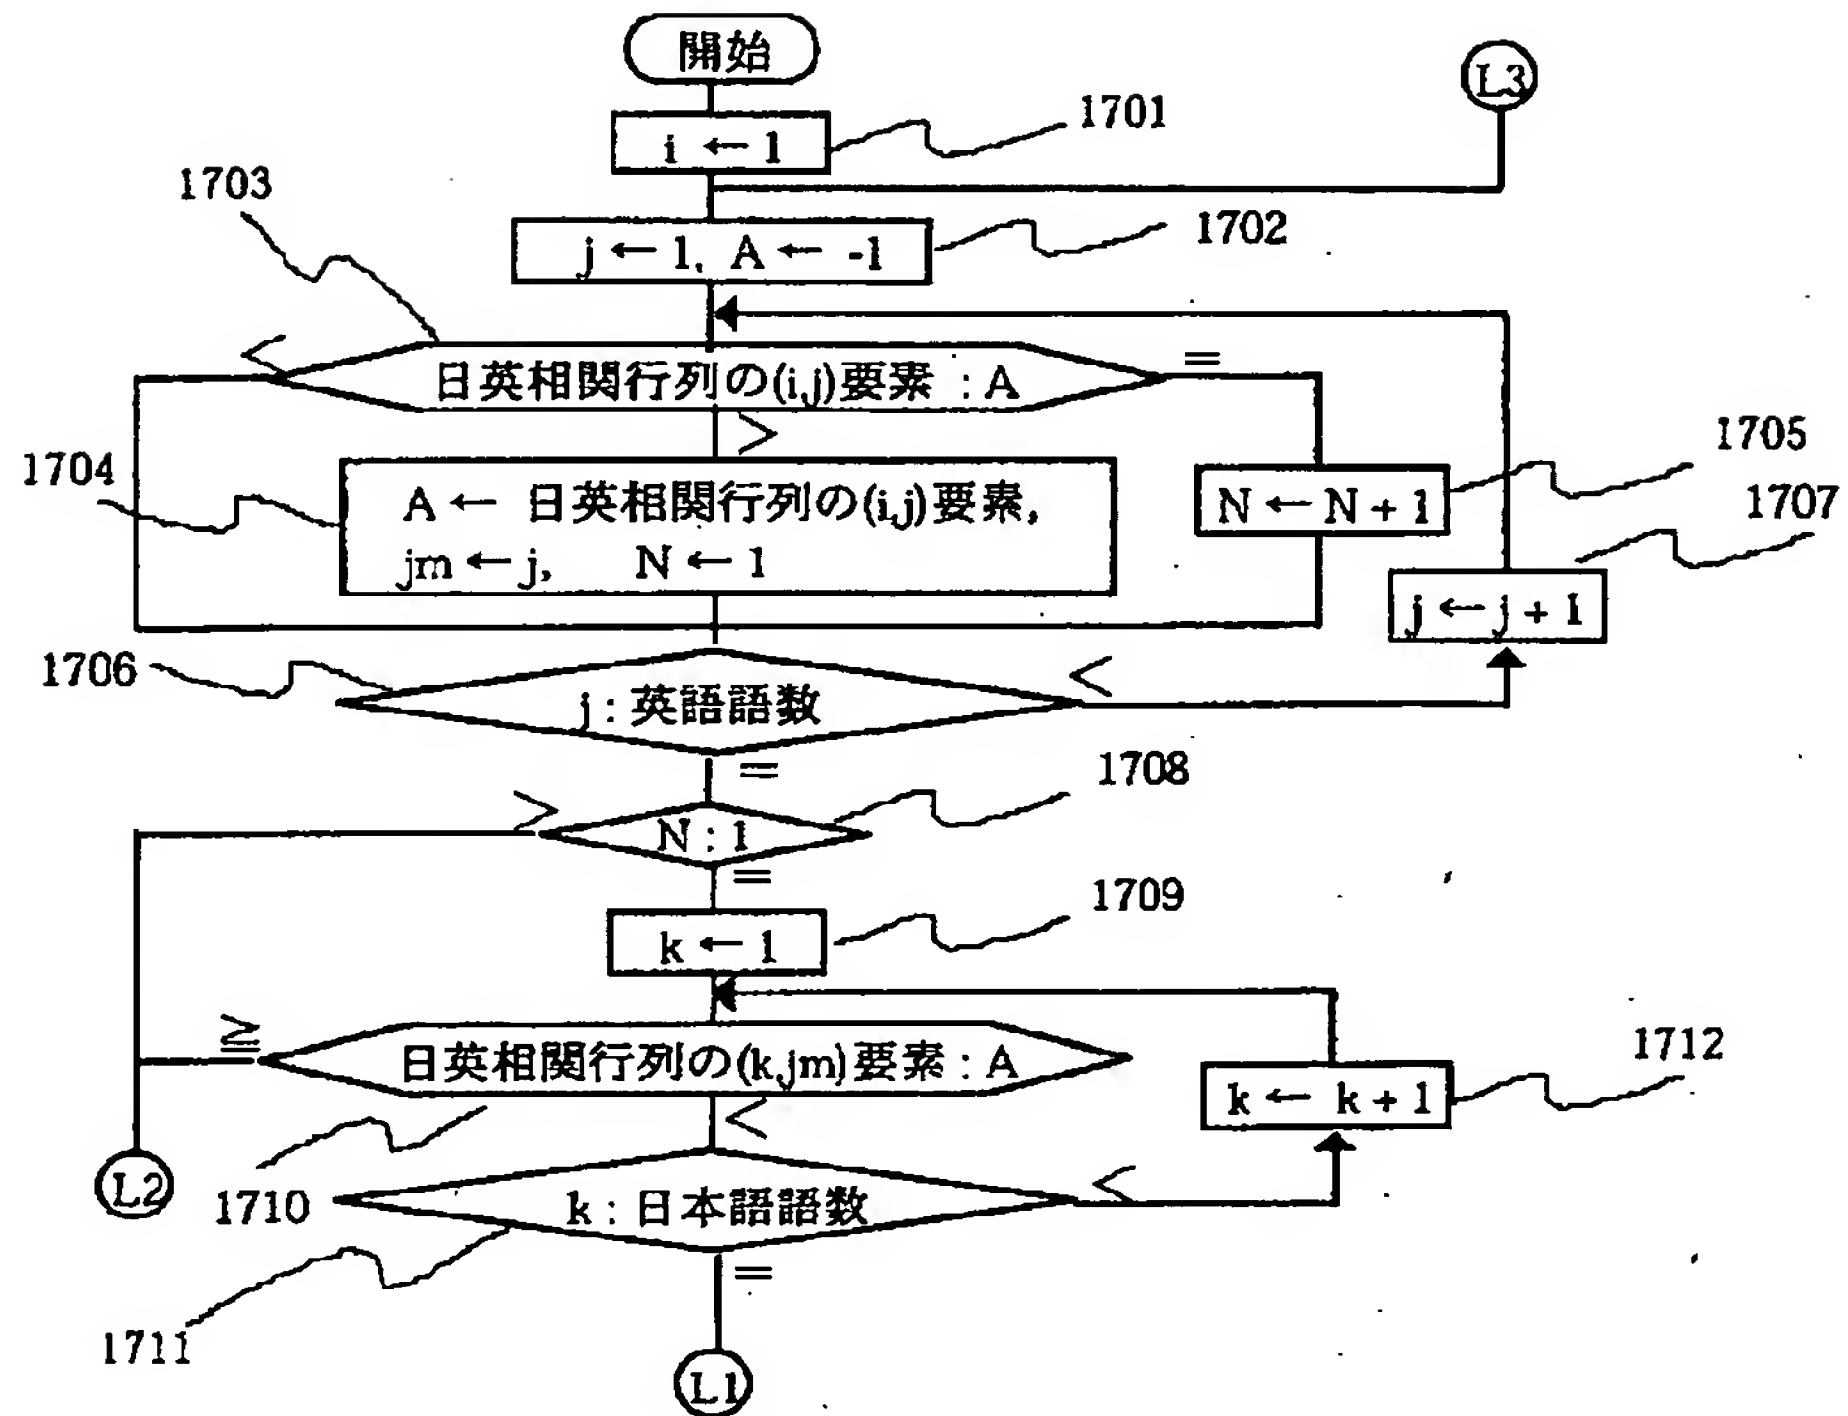 開始
L3
i ← 1
1701
1703
j ← 1, A ← -1
1702
<
日英相関行列の(i,j)要素 : A
=
>
1704
A ← 日英相関行列の(i,j)要素,
jm ← j, N ← 1
N ← N + 1
1705
1707
j ← j + 1
1706
j : 英語語数
<
=
1708
>
N : 1
=
1709
k ← 1
≧
日英相関行列の(k,jm)要素 : A
k ← k + 1
1712
<
L2
1710
k : 日本語語数
<
=
1711
L1